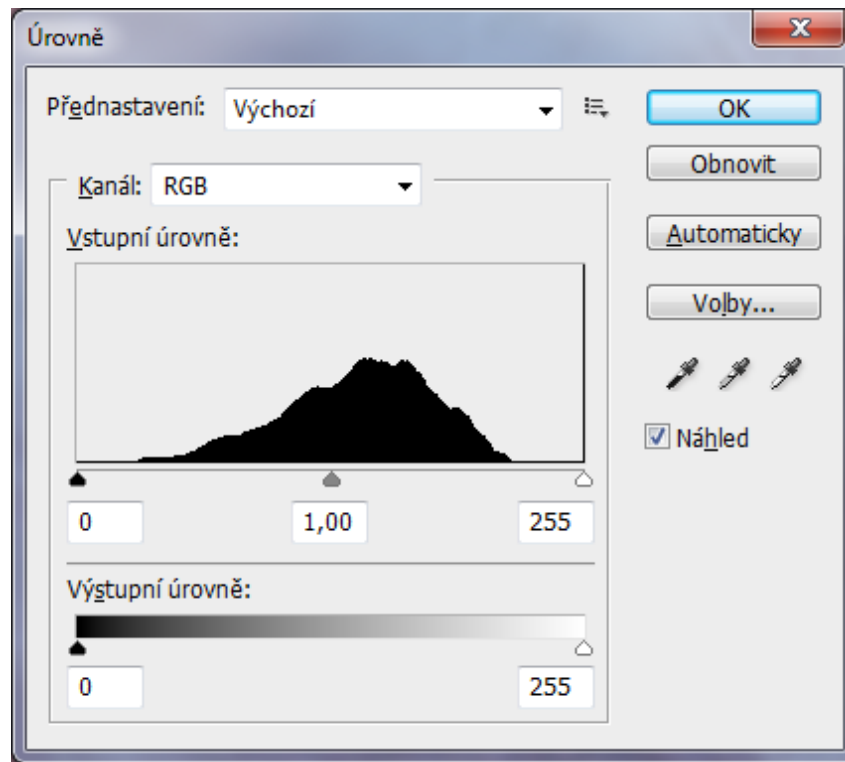 Úrovně
Přednastavení: Výchozí
OK
Obnovit
Kanál: RGB
Vstupní úrovně:
Automaticky
Volby...
Náhled
0 1,00 255
Výstupní úrovně:
0 255